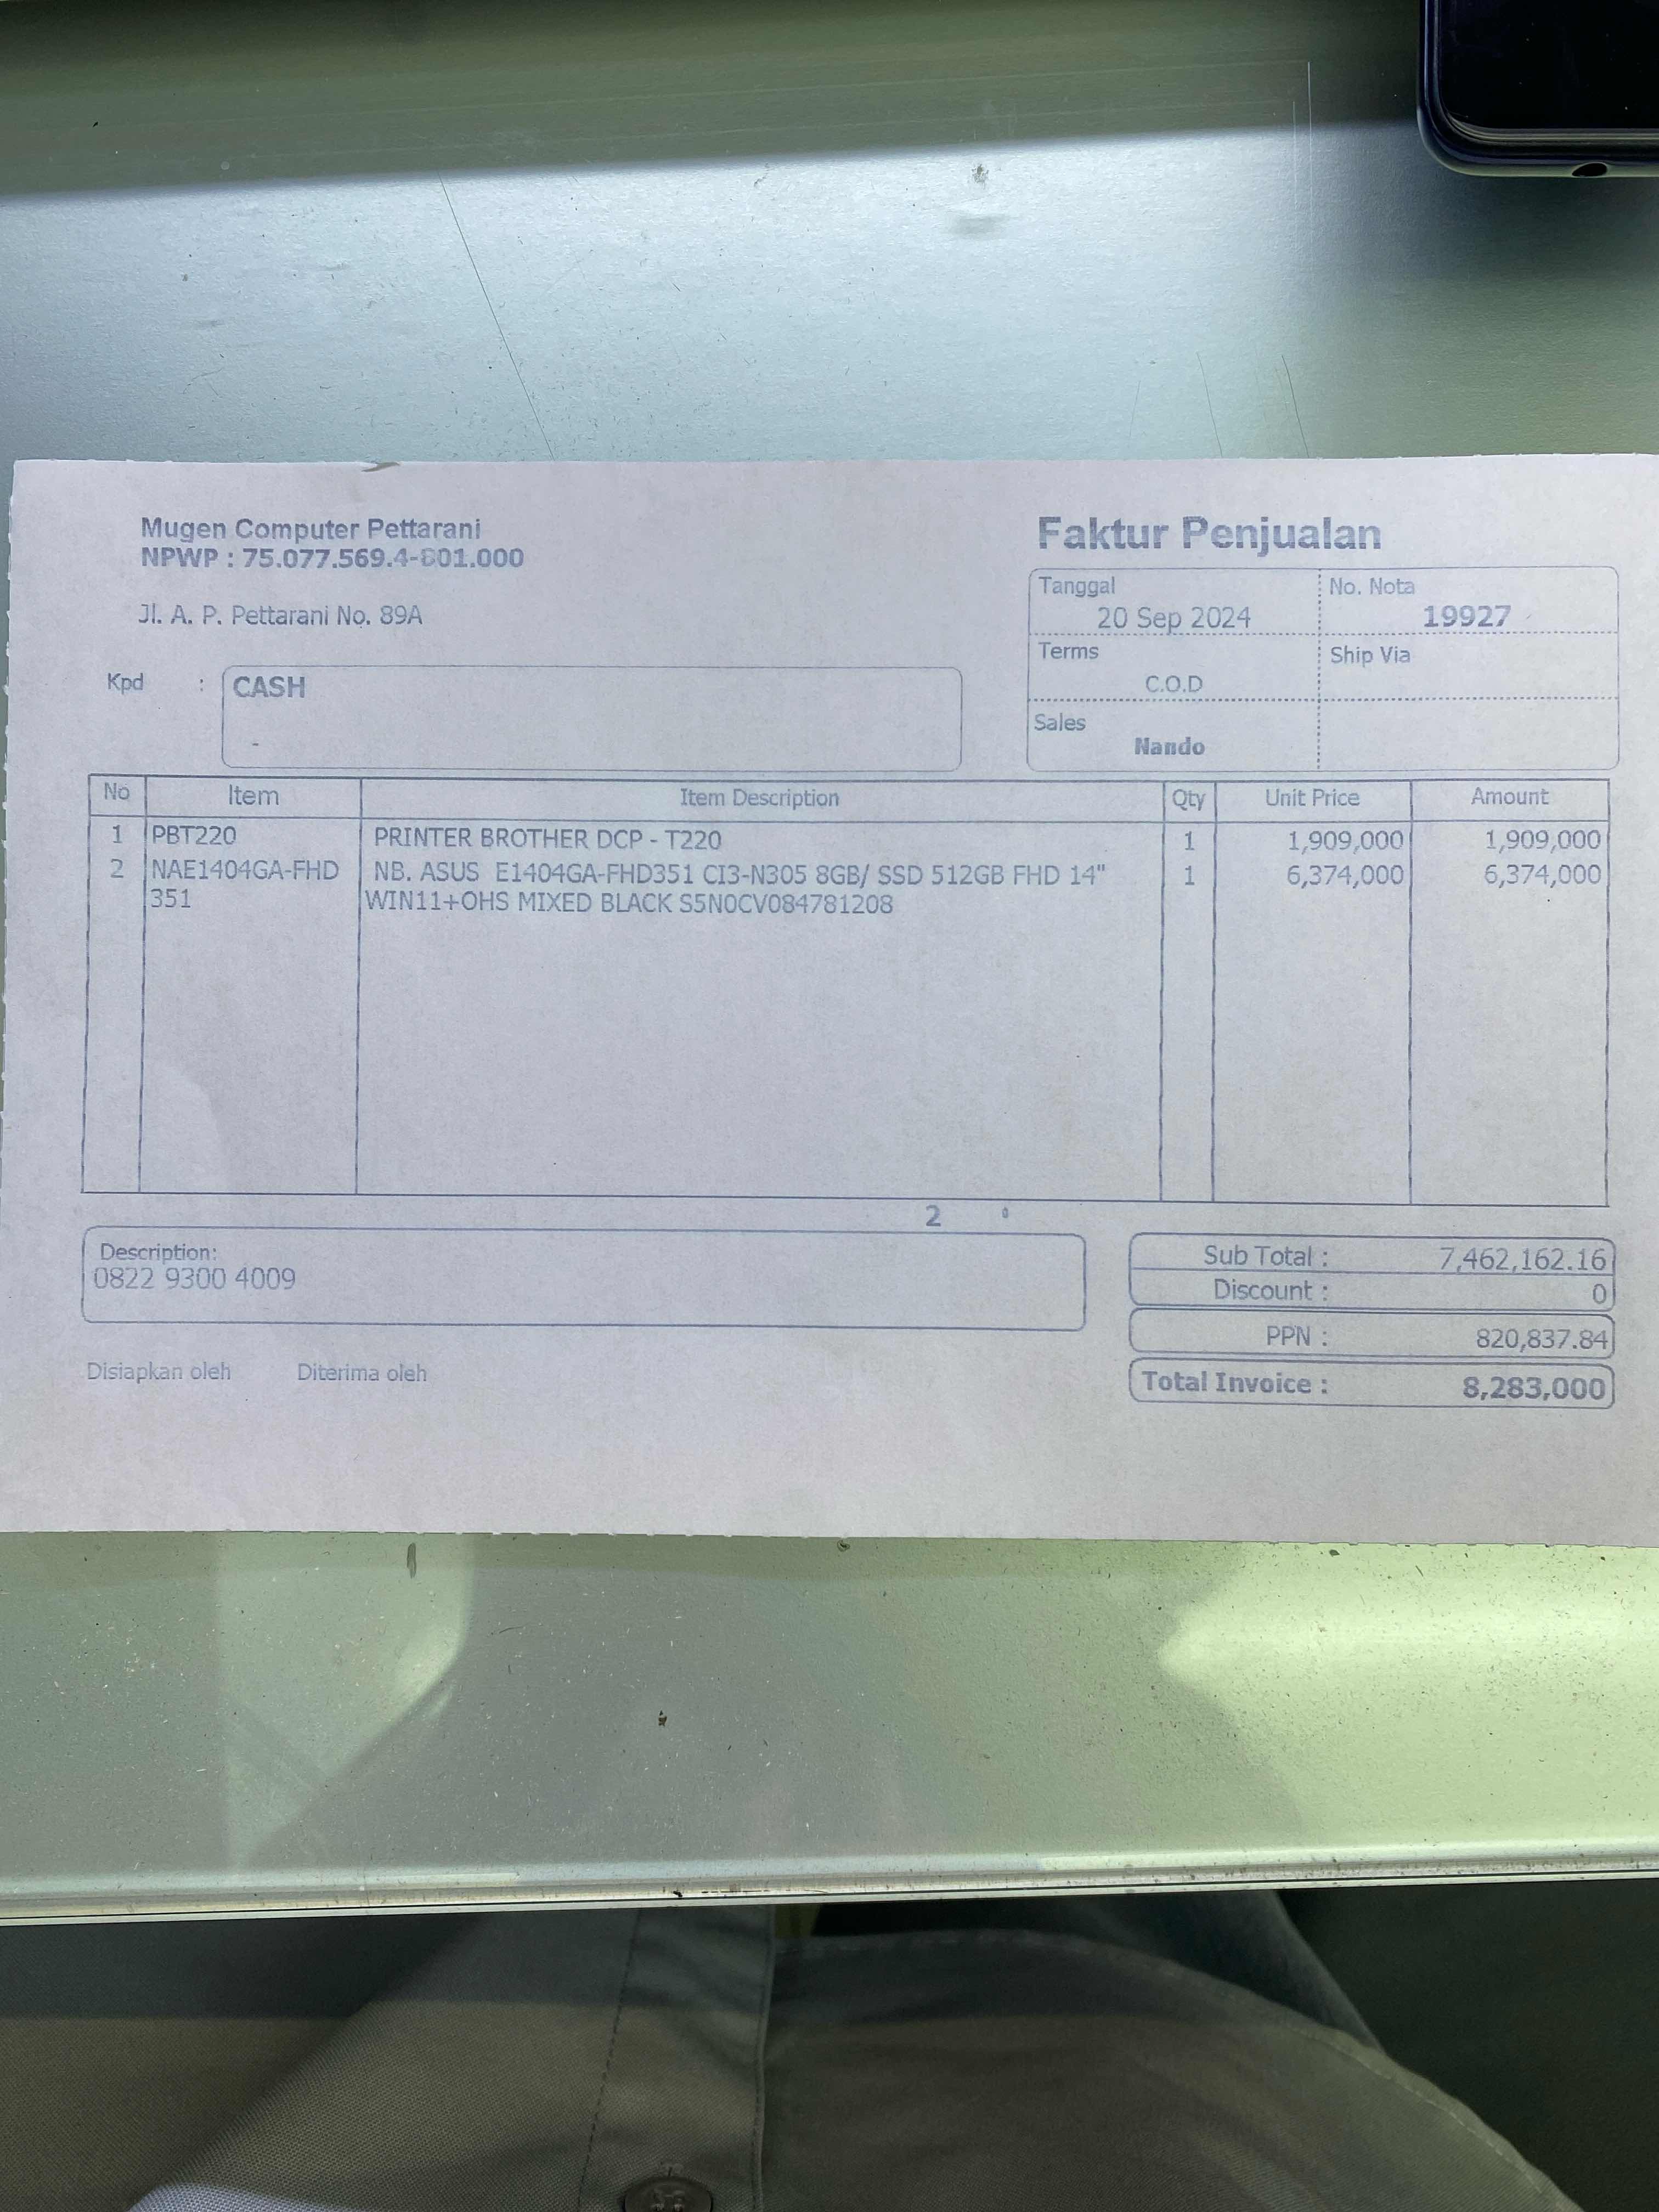 Mugen Computer Pettarani
NPWP : 75.077.569.4-801.000
Jl. A. P. Pettarani No. 89A
Kpd : CASH
-
Faktur Penjualan
Tanggal No. Nota
20 Sep 2024 19927
Terms Ship Via
C.O.D
Sales
Nando
No Item Item Description Qty Unit Price Amount
1 PBT220 PRINTER BROTHER DCP - T220 1 1,909,000 1,909,000
2 NAE1404GA-FHD NB. ASUS E1404GA-FHD351 CI3-N305 8GB/ SSD 512GB FHD 14" 1 6,374,000 6,374,000
351 WIN11+OHS MIXED BLACK S5N0CV084781208
2 0
Description:
0822 9300 4009
Sub Total : 7,462,162.16
Discount : 0
PPN : 820,837.84
Total Invoice : 8,283,000
Disiapkan oleh Diterima oleh